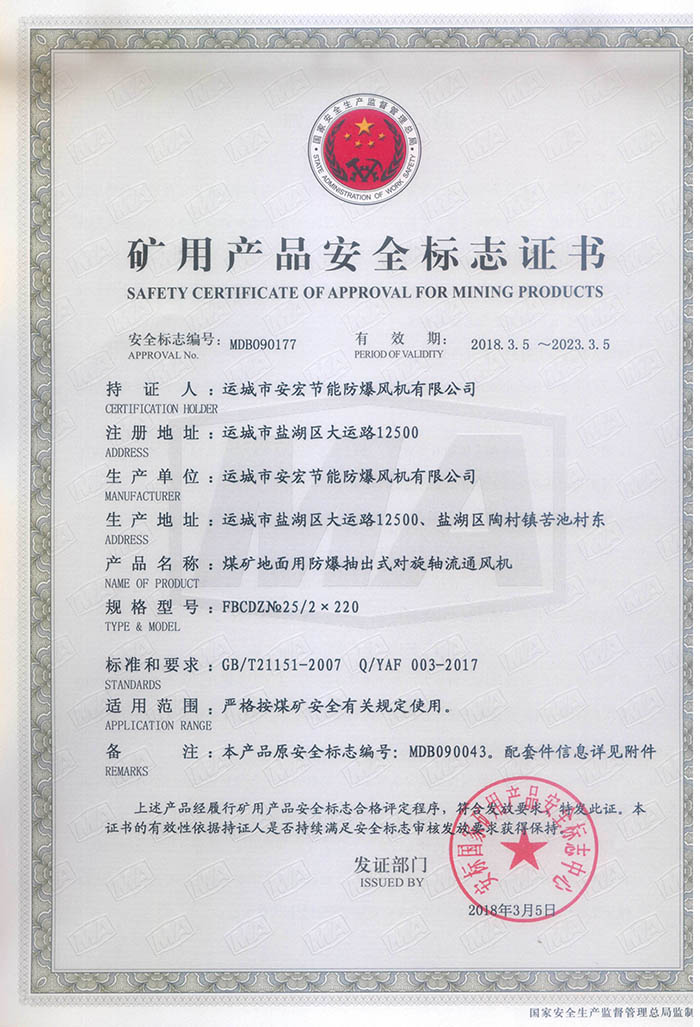 国家安全生产监督管理总局
STATE ADMINISTRATION OF WORK SAFETY
矿用产品安全标志证书
SAFETY CERTIFICATE OF APPROVAL FOR MINING PRODUCTS
安全标志编号: MDB090177 有效期: 2018.3.5 ～2023.3.5
APPROVAL No. PERIOD OF VALIDITY
持证人: 运城市安宏节能防爆风机有限公司
CERTIFICATION HOLDER
注册地址: 运城市盐湖区大运路12500
ADDRESS
生产单位: 运城市安宏节能防爆风机有限公司
MANUFACTURER
生产地址: 运城市盐湖区大运路12500、盐湖区陶村镇苦池村东
ADDRESS
产品名称: 煤矿地面用防爆抽出式对旋轴流通风机
NAME OF PRODUCT
规格型号: FBCDZ№25/2×220
TYPE & MODEL
标准和要求: GB/T21151-2007 Q/YAF 003-2017
STANDARDS
适用范围: 严格按煤矿安全有关规定使用。
APPLICATION RANGE
备注: 本产品原安全标志编号: MDB090043。配套件信息详见附件
REMARKS
上述产品经履行矿用产品安全标志合格评定程序，符合发放要求，特发此证。本
证书的有效性依据持证人是否持续满足安全标志审核发放要求获得保持。
发证部门
ISSUED BY
安标国家矿用产品安全标志中心
2018年3月5日
国家安全生产监督管理总局监制
MA